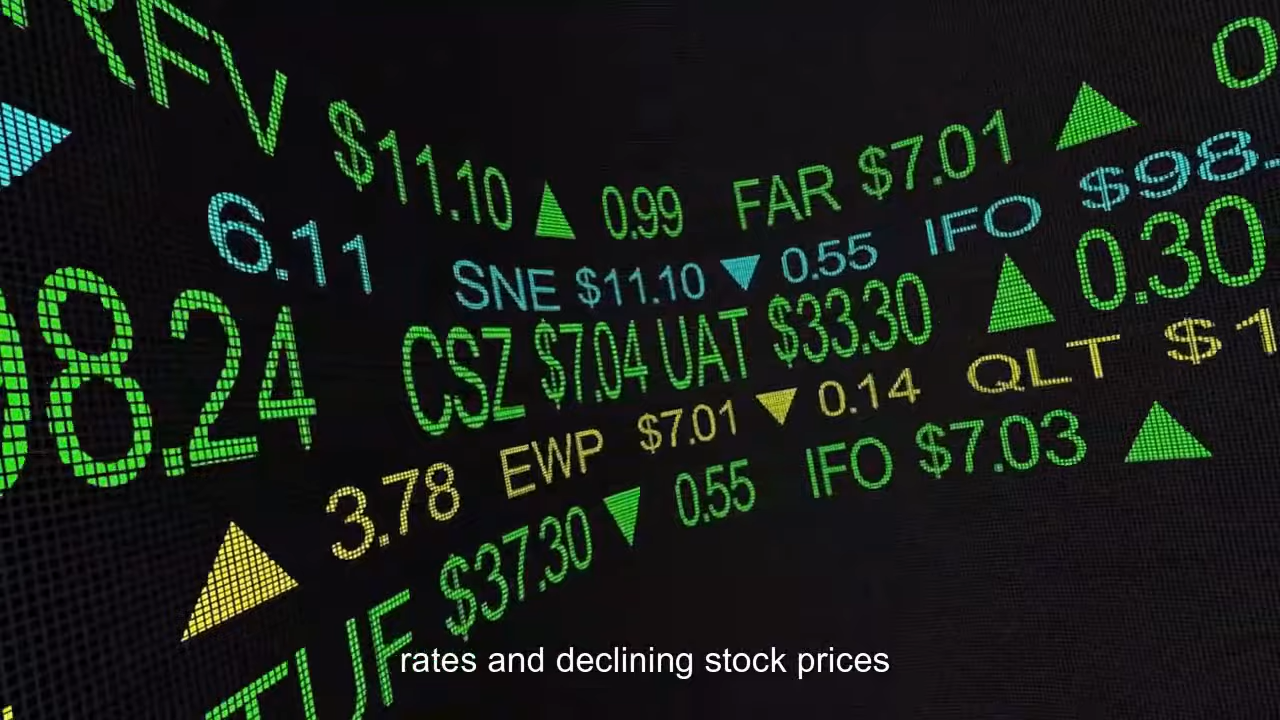 RFV $11.10 ▲ 0.99 FAR $7.01 ▲ 0
6.11 SNE $11.10 ▼ 0.55 IFO $98.
98.24 CSZ $7.04 UAT $33.30 ▲ 0.30
▲ 3.78 EWP $7.01 ▼ 0.14 QLT $1
TUF $37.30 ▼ 0.55 IFO $7.03 ▲
rates and declining stock prices